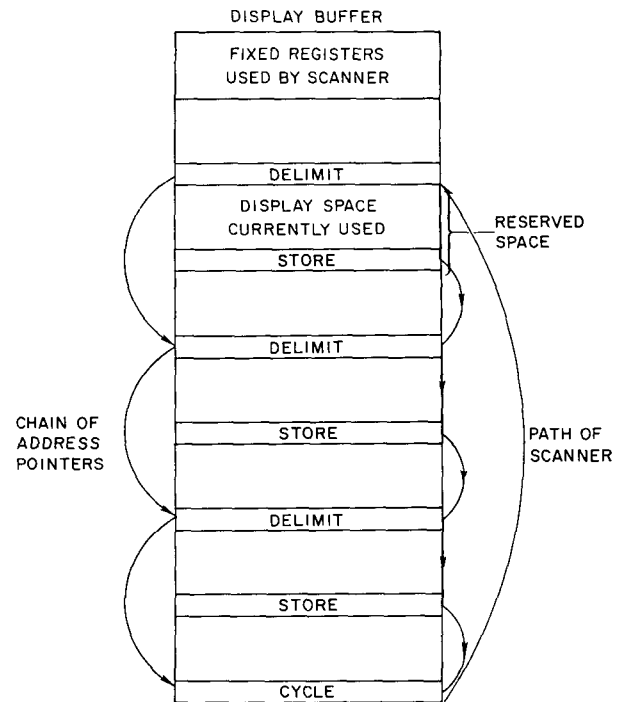 DISPLAY BUFFER
FIXED REGISTERS
USED BY SCANNER
DELIMIT
DISPLAY SPACE
CURRENTLY USED
RESERVED
SPACE
STORE
DELIMIT
CHAIN OF
ADDRESS
POINTERS
STORE
PATH OF
SCANNER
DELIMIT
STORE
CYCLE